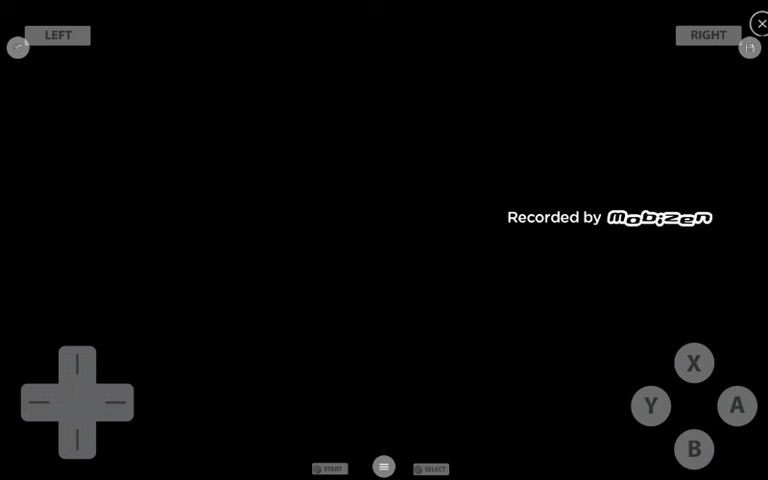 LEFT
RIGHT
Recorded by mobizen
X
Y
A
B
START
SELECT